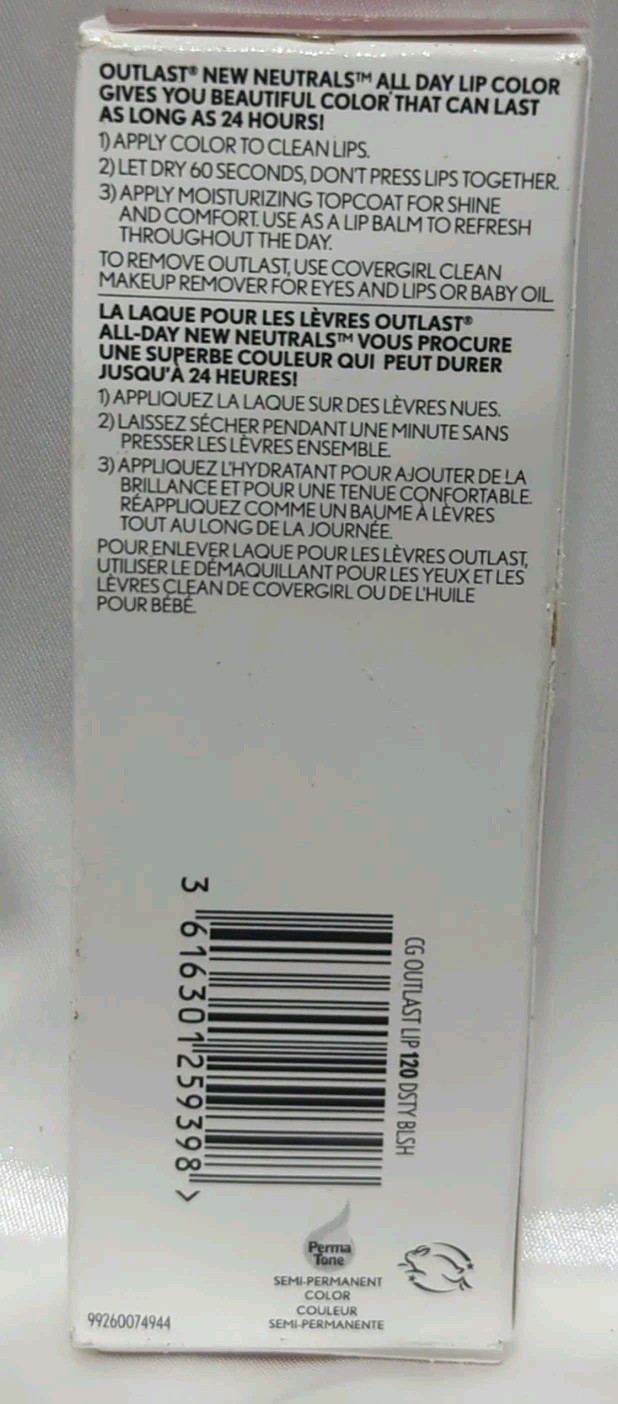 OUTLAST® NEW NEUTRALS™ ALL DAY LIP COLOR
GIVES YOU BEAUTIFUL COLOR THAT CAN LAST
AS LONG AS 24 HOURS!
1) APPLY COLOR TO CLEAN LIPS.
2) LET DRY 60 SECONDS, DON'T PRESS LIPS TOGETHER.
3) APPLY MOISTURIZING TOPCOAT FOR SHINE
AND COMFORT. USE AS A LIP BALM TO REFRESH
THROUGHOUT THE DAY.
TO REMOVE OUTLAST, USE COVERGIRL CLEAN
MAKEUP REMOVER FOR EYES AND LIPS OR BABY OIL.
LA LAQUE POUR LES LÈVRES OUTLAST®
ALL-DAY NEW NEUTRALS™ VOUS PROCURE
UNE SUPERBE COULEUR QUI PEUT DURER
JUSQU'À 24 HEURES!
1) APPLIQUEZ LA LAQUE SUR DES LÈVRES NUES.
2) LAISSEZ SÉCHER PENDANT UNE MINUTE SANS
PRESSER LES LÈVRES ENSEMBLE.
3) APPLIQUEZ L'HYDRATANT POUR AJOUTER DE LA
BRILLANCE ET POUR UNE TENUE CONFORTABLE.
RÉAPPLIQUEZ COMME UN BAUME À LÈVRES
TOUT AU LONG DE LA JOURNÉE.
POUR ENLEVER LAQUE POUR LES LÈVRES OUTLAST,
UTILISER LE DÉMAQUILLANT POUR LES YEUX ET LES
LÈVRES CLEAN DE COVERGIRL OU DE L'HUILE
POUR BÉBÉ.
CG OUTLAST LIP 120 DSTY BLSH
3 616301 259398 >
Perma
Tone
SEMI-PERMANENT
COLOR
COULEUR
SEMI-PERMANENTE
99260074944